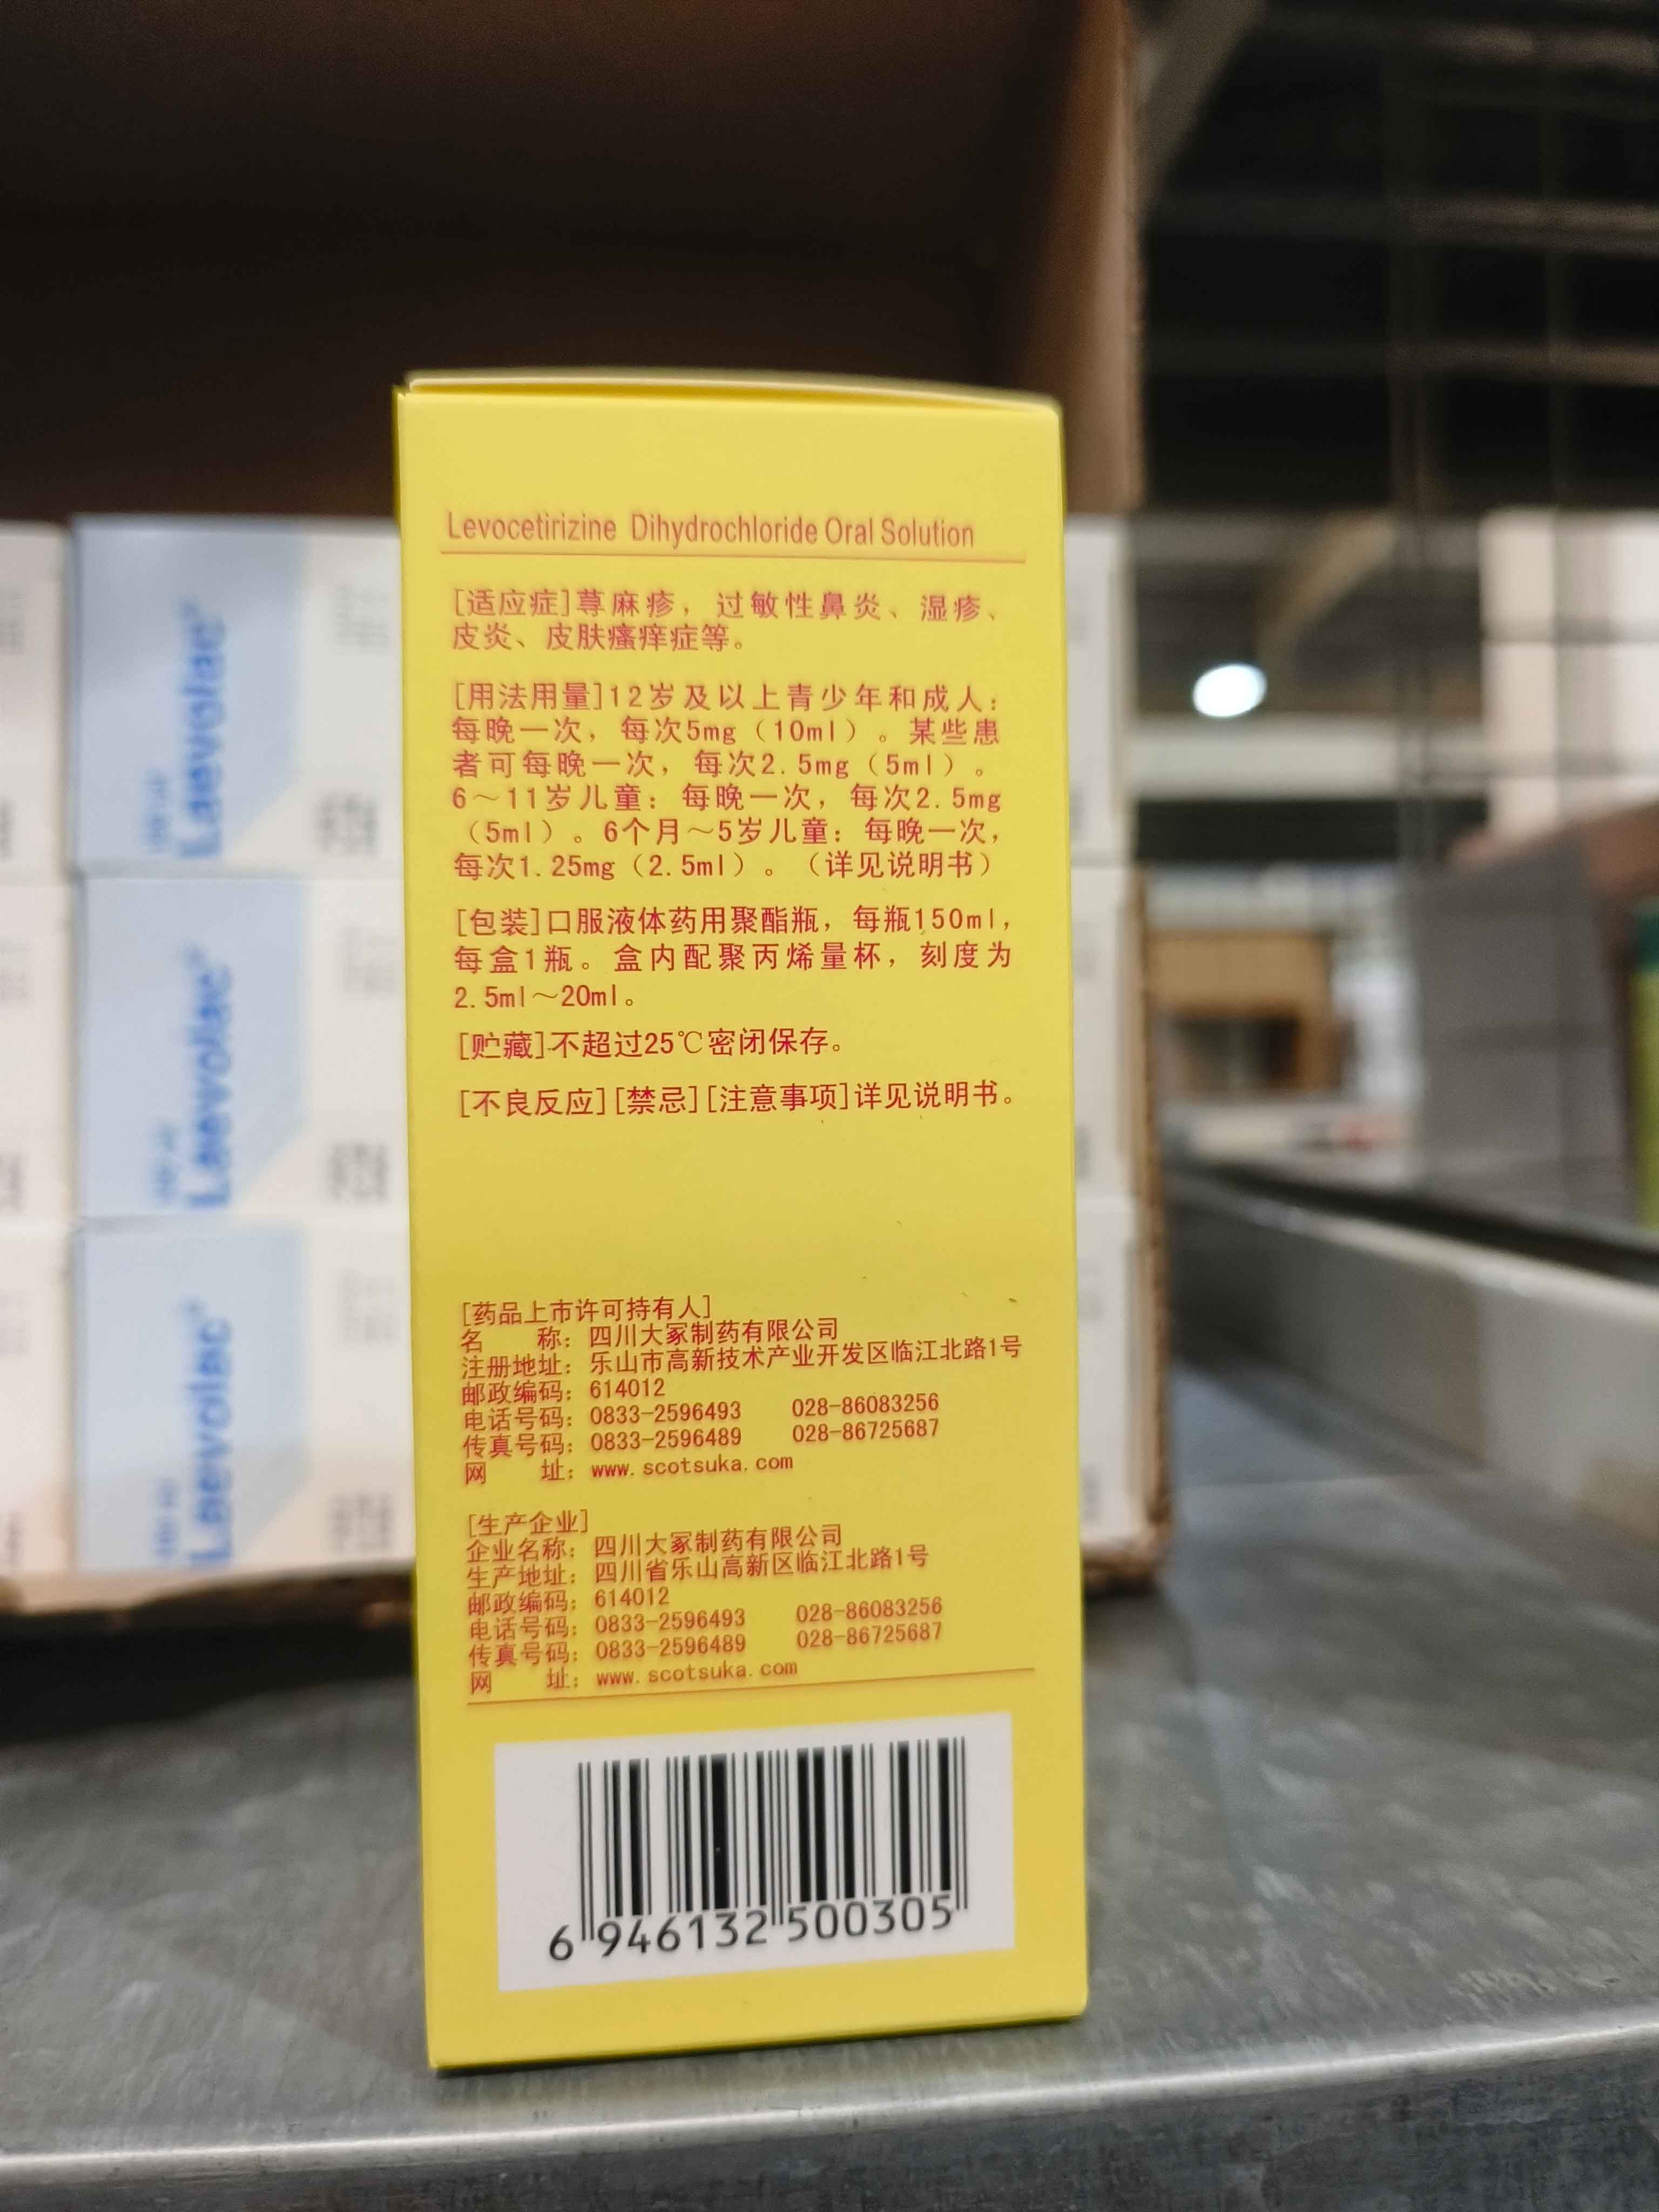 Levocetirizine Dihydrochloride Oral Solution
[适应症]荨麻疹，过敏性鼻炎、湿疹、
皮炎、皮肤瘙痒症等。
[用法用量]12岁及以上青少年和成人：
每晚一次，每次5mg（10ml）。某些患
者可每晚一次，每次2.5mg（5ml）。
6～11岁儿童：每晚一次，每次2.5mg
（5ml）。6个月～5岁儿童：每晚一次，
每次1.25mg（2.5ml）。（详见说明书）
[包装]口服液体药用聚酯瓶，每瓶150ml，
每盒1瓶。盒内配聚丙烯量杯，刻度为
2.5ml～20ml。
[贮藏]不超过25℃密闭保存。
[不良反应][禁忌][注意事项]详见说明书。
[药品上市许可持有人]
名 称：四川大冢制药有限公司
注册地址：乐山市高新技术产业开发区临江北路1号
邮政编码：614012
电话号码：0833-2596493 028-86083256
传真号码：0833-2596489 028-86725687
网 址：www.scotsuka.com
[生产企业]
企业名称：四川大冢制药有限公司
生产地址：四川省乐山高新区临江北路1号
邮政编码：614012
电话号码：0833-2596493 028-86083256
传真号码：0833-2596489 028-86725687
网 址：www.scotsuka.com
6 946132 500305
Laevolac
Laevolac
Laevolac